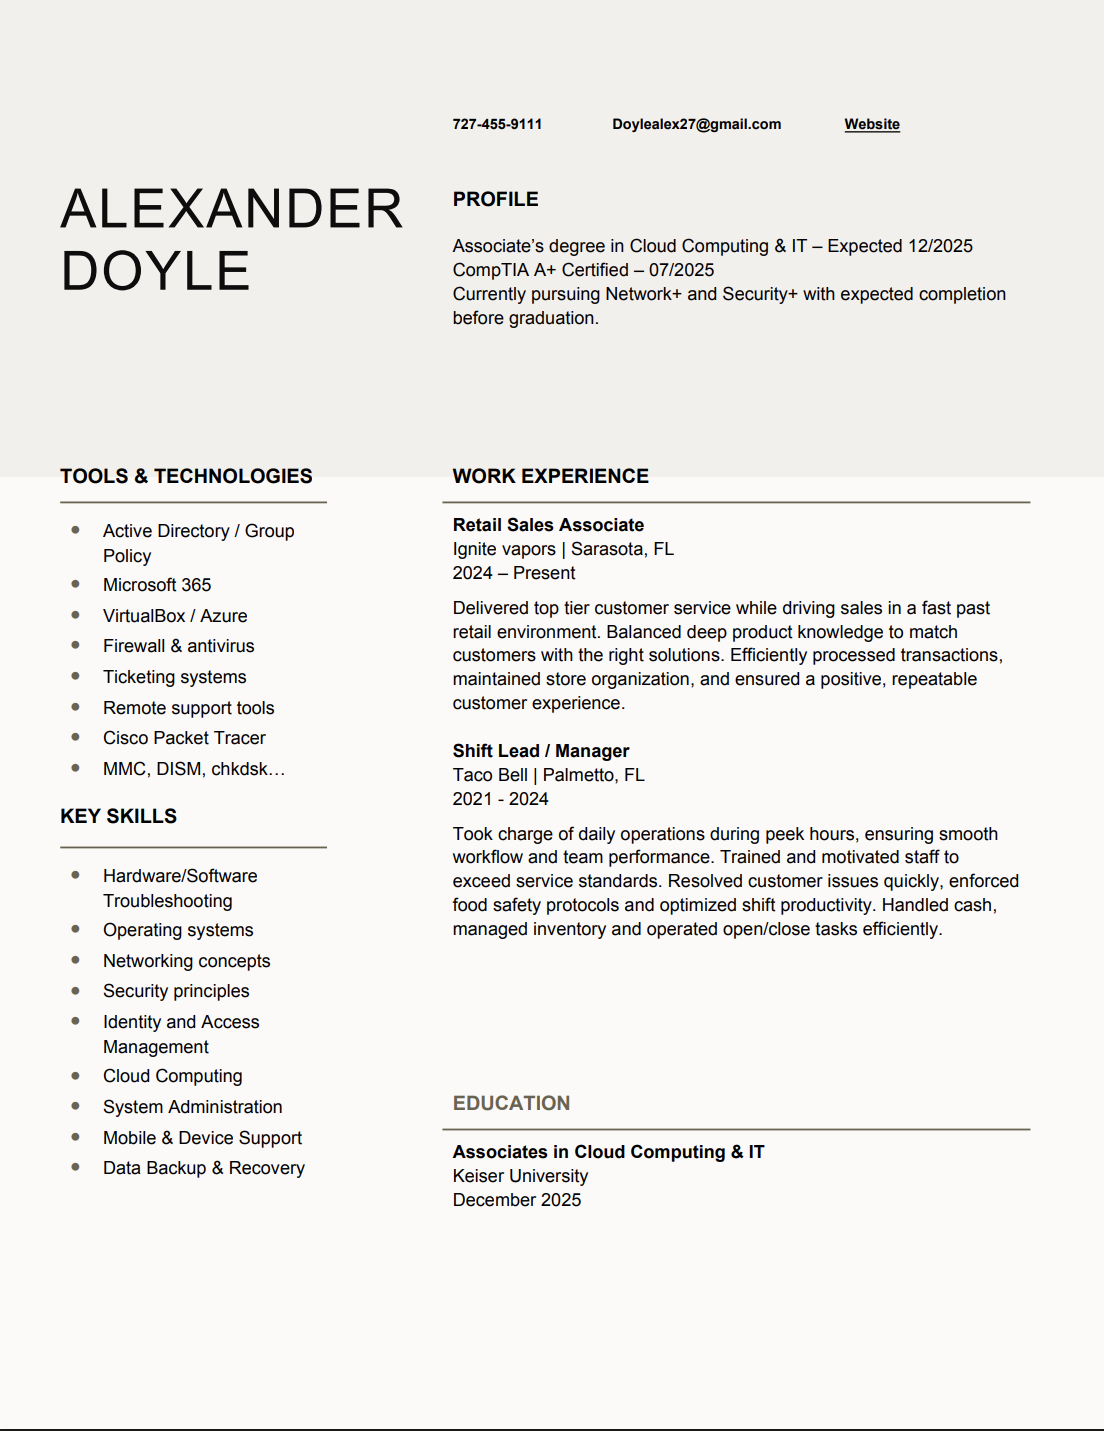 727-455-9111 Doylealex27@gmail.com Website
ALEXANDER
DOYLE
PROFILE
Associate’s degree in Cloud Computing & IT – Expected 12/2025
CompTIA A+ Certified – 07/2025
Currently pursuing Network+ and Security+ with expected completion
before graduation.
TOOLS & TECHNOLOGIES
● Active Directory / Group
Policy
● Microsoft 365
● VirtualBox / Azure
● Firewall & antivirus
● Ticketing systems
● Remote support tools
● Cisco Packet Tracer
● MMC, DISM, chkdsk…
KEY SKILLS
● Hardware/Software
Troubleshooting
● Operating systems
● Networking concepts
● Security principles
● Identity and Access
Management
● Cloud Computing
● System Administration
● Mobile & Device Support
● Data Backup & Recovery
WORK EXPERIENCE
Retail Sales Associate
Ignite vapors | Sarasota, FL
2024 – Present
Delivered top tier customer service while driving sales in a fast past
retail environment. Balanced deep product knowledge to match
customers with the right solutions. Efficiently processed transactions,
maintained store organization, and ensured a positive, repeatable
customer experience.
Shift Lead / Manager
Taco Bell | Palmetto, FL
2021 - 2024
Took charge of daily operations during peek hours, ensuring smooth
workflow and team performance. Trained and motivated staff to
exceed service standards. Resolved customer issues quickly, enforced
food safety protocols and optimized shift productivity. Handled cash,
managed inventory and operated open/close tasks efficiently.
EDUCATION
Associates in Cloud Computing & IT
Keiser University
December 2025